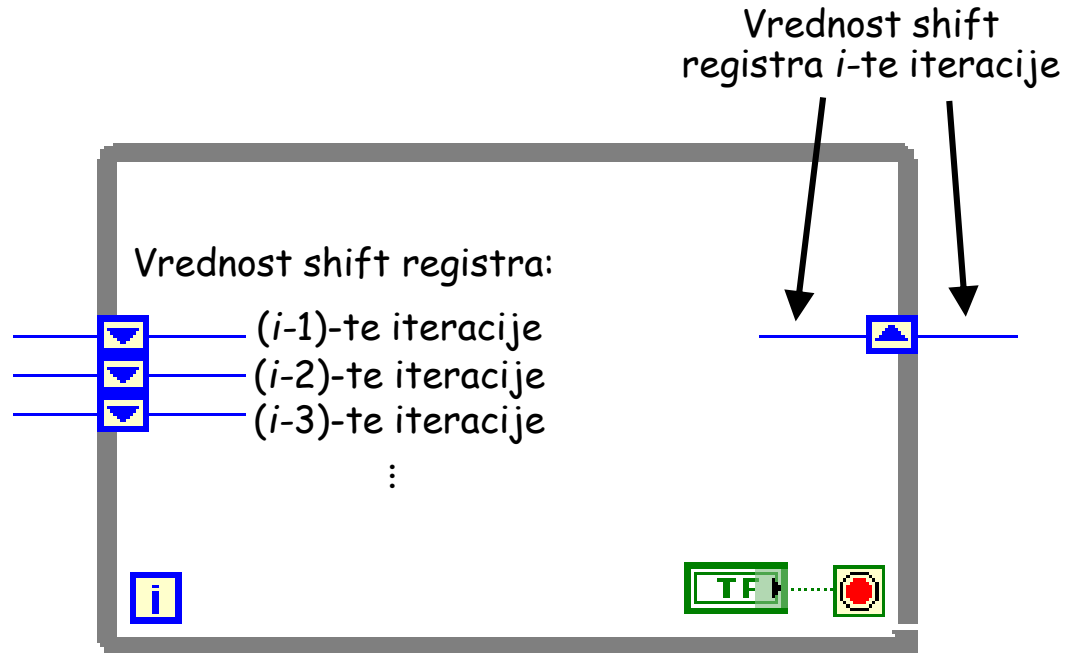 Vrednost shift
registra i-te iteracije
Vrednost shift registra:
(i-1)-te iteracije
(i-2)-te iteracije
(i-3)-te iteracije
⋮
i
TF